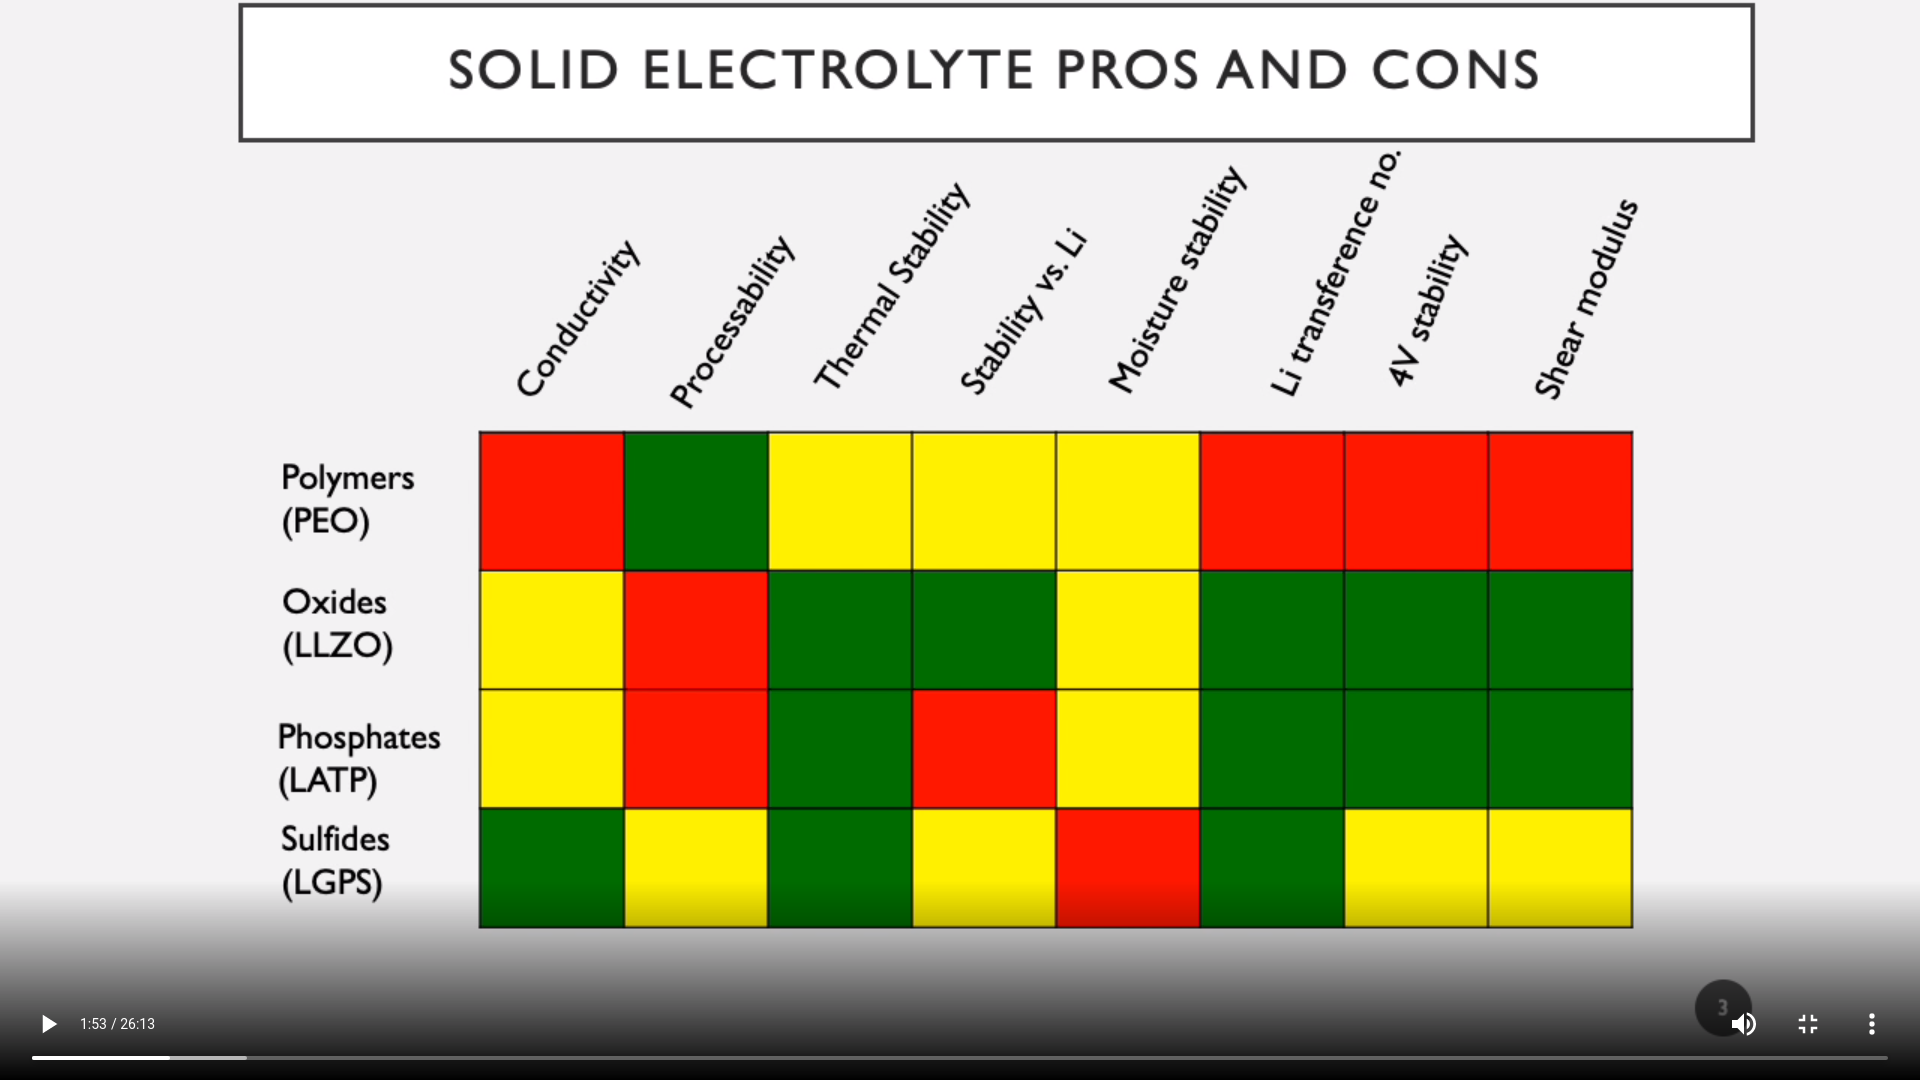 SOLID ELECTROLYTE PROS AND CONS
Conductivity
Processability
Thermal Stability
Stability vs. Li
Moisture stability
Li transference no.
4V stability
Shear modulus
Polymers
(PEO)
Oxides
(LLZO)
Phosphates
(LATP)
Sulfides
(LGPS)
3
1:53 / 26:13